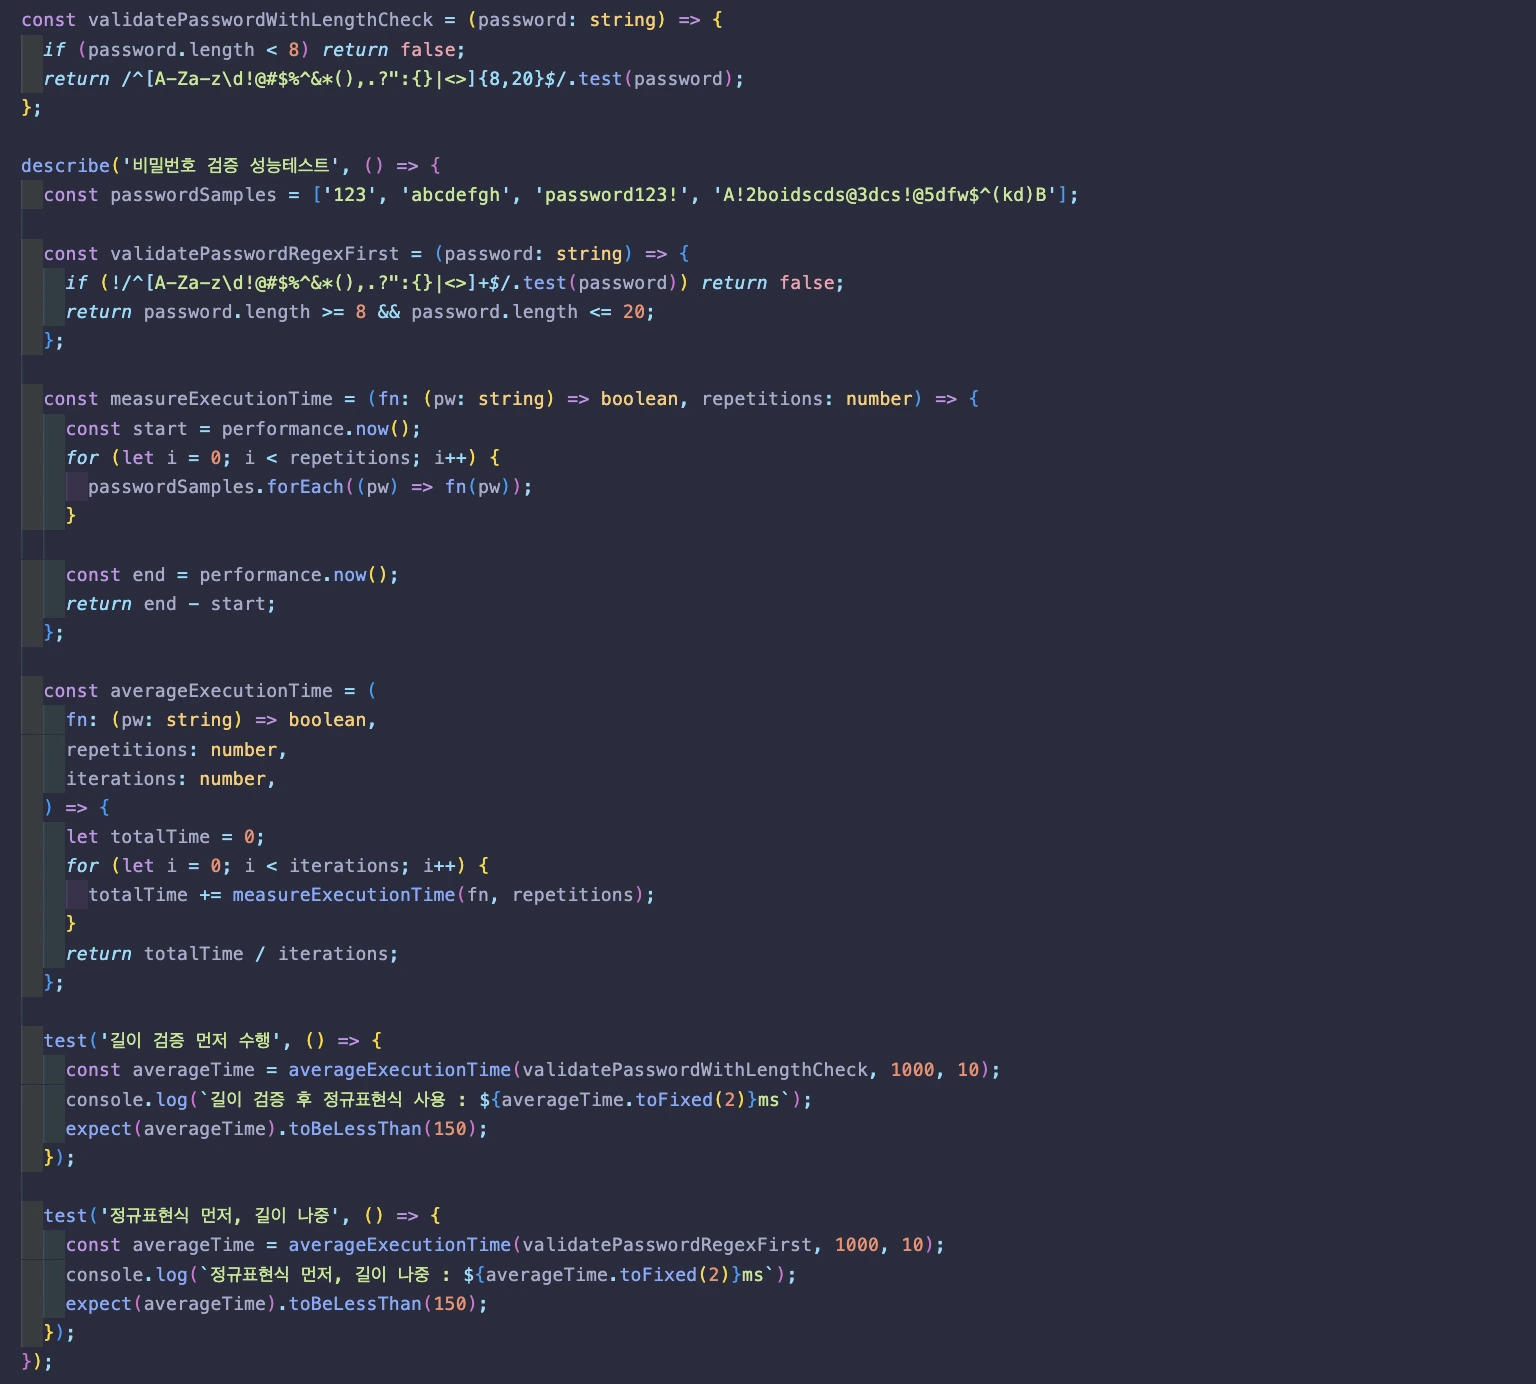 const validatePasswordWithLengthCheck = (password: string) => {
  if (password.length < 8) return false;
  return /^[A-Za-z\d!@#$%^&*(),.?":{}|<>]{8,20}$/.test(password);
};

describe('비밀번호 검증 성능테스트', () => {
  const passwordSamples = ['123', 'abcdefgh', 'password123!', 'A!2boidscds@3dcs!@5dfw$^(kd)B'];

  const validatePasswordRegexFirst = (password: string) => {
    if (!/^[A-Za-z\d!@#$%^&*(),.?":{}|<>]+$/.test(password)) return false;
    return password.length >= 8 && password.length <= 20;
  };

  const measureExecutionTime = (fn: (pw: string) => boolean, repetitions: number) => {
    const start = performance.now();
    for (let i = 0; i < repetitions; i++) {
      passwordSamples.forEach((pw) => fn(pw));
    }

    const end = performance.now();
    return end - start;
  };

  const averageExecutionTime = (
    fn: (pw: string) => boolean,
    repetitions: number,
    iterations: number,
  ) => {
    let totalTime = 0;
    for (let i = 0; i < iterations; i++) {
      totalTime += measureExecutionTime(fn, repetitions);
    }
    return totalTime / iterations;
  };

  test('길이 검증 먼저 수행', () => {
    const averageTime = averageExecutionTime(validatePasswordWithLengthCheck, 1000, 10);
    console.log(`길이 검증 후 정규표현식 사용 : ${averageTime.toFixed(2)}ms`);
    expect(averageTime).toBeLessThan(150);
  });

  test('정규표현식 먼저, 길이 나중', () => {
    const averageTime = averageExecutionTime(validatePasswordRegexFirst, 1000, 10);
    console.log(`정규표현식 먼저, 길이 나중 : ${averageTime.toFixed(2)}ms`);
    expect(averageTime).toBeLessThan(150);
  });
});